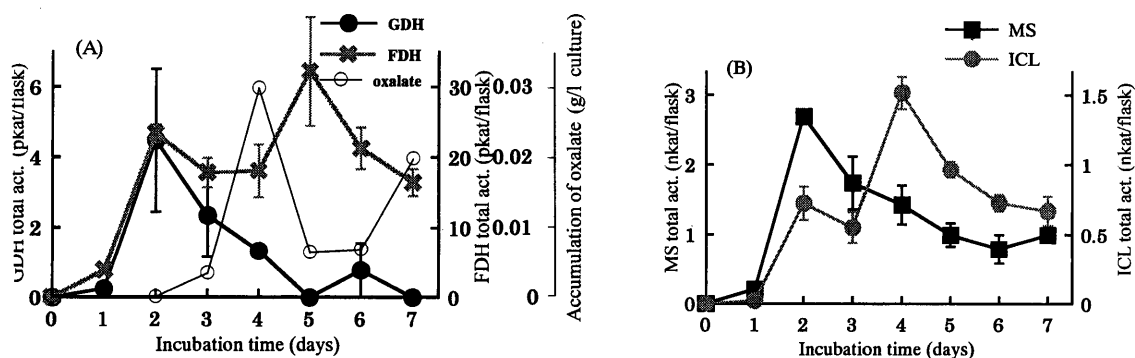 (A)
GDH
FDH
oxalate
GDH total act. (pkat/flask)
6
4
2
0
30
20
10
0
FDH total act. (pkat/flask)
0.03
0.02
0.01
0
Accumulation of oxalate (g/l culture)
0 1 2 3 4 5 6 7
Incubation time (days)
(B)
MS
ICL
MS total act. (nkat/flask)
3
2
1
0
1.5
1
0.5
0
ICL total act. (nkat/flask)
0 1 2 3 4 5 6 7
Incubation time (days)